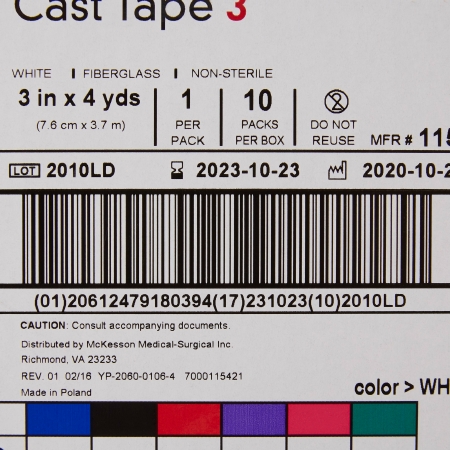 Cast Tape 3
WHITE | FIBERGLASS | NON-STERILE
3 in x 4 yds 1 10
(7.6 cm x 3.7 m) PER PACKS DO NOT
PACK PER BOX REUSE MFR # 115
LOT 2010LD 2023-10-23 2020-10-2
(01)20612479180394(17)231023(10)2010LD
CAUTION: Consult accompanying documents.
Distributed by McKesson Medical-Surgical Inc.
Richmond, VA 23233
REV. 01 02/16 YP-2060-0106-4 7000115421
Made in Poland
color > WH